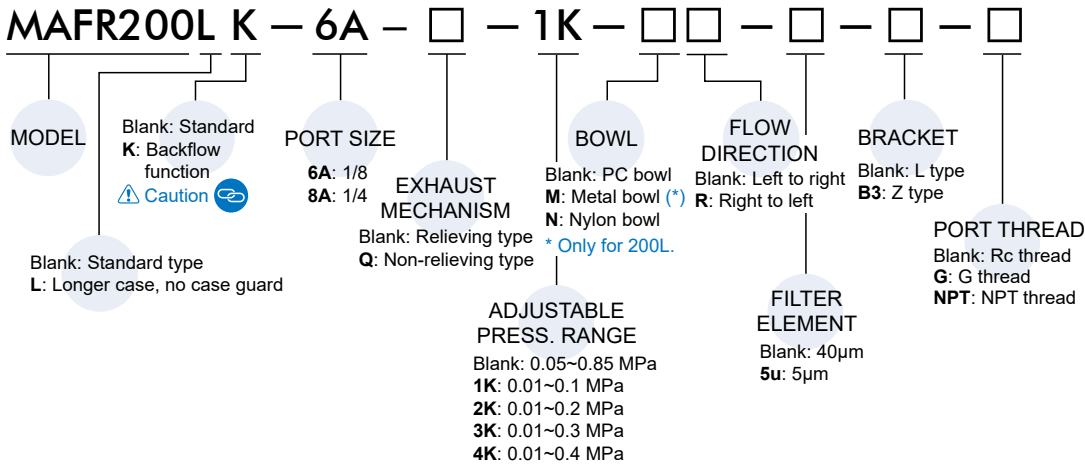 MAFR200L K – 6A – □ – 1K – □ □ – □ – □ – □
MODEL
Blank: Standard
K: Backflow
function
⚠ Caution
Blank: Standard type
L: Longer case, no case guard
PORT SIZE
6A: 1/8
8A: 1/4
EXHAUST
MECHANISM
Blank: Relieving type
Q: Non-relieving type
ADJUSTABLE
PRESS. RANGE
Blank: 0.05~0.85 MPa
1K: 0.01~0.1 MPa
2K: 0.01~0.2 MPa
3K: 0.01~0.3 MPa
4K: 0.01~0.4 MPa
BOWL
Blank: PC bowl
M: Metal bowl (*)
N: Nylon bowl
* Only for 200L.
FLOW
DIRECTION
Blank: Left to right
R: Right to left
FILTER
ELEMENT
Blank: 40µm
5u: 5µm
BRACKET
Blank: L type
B3: Z type
PORT THREAD
Blank: Rc thread
G: G thread
NPT: NPT thread